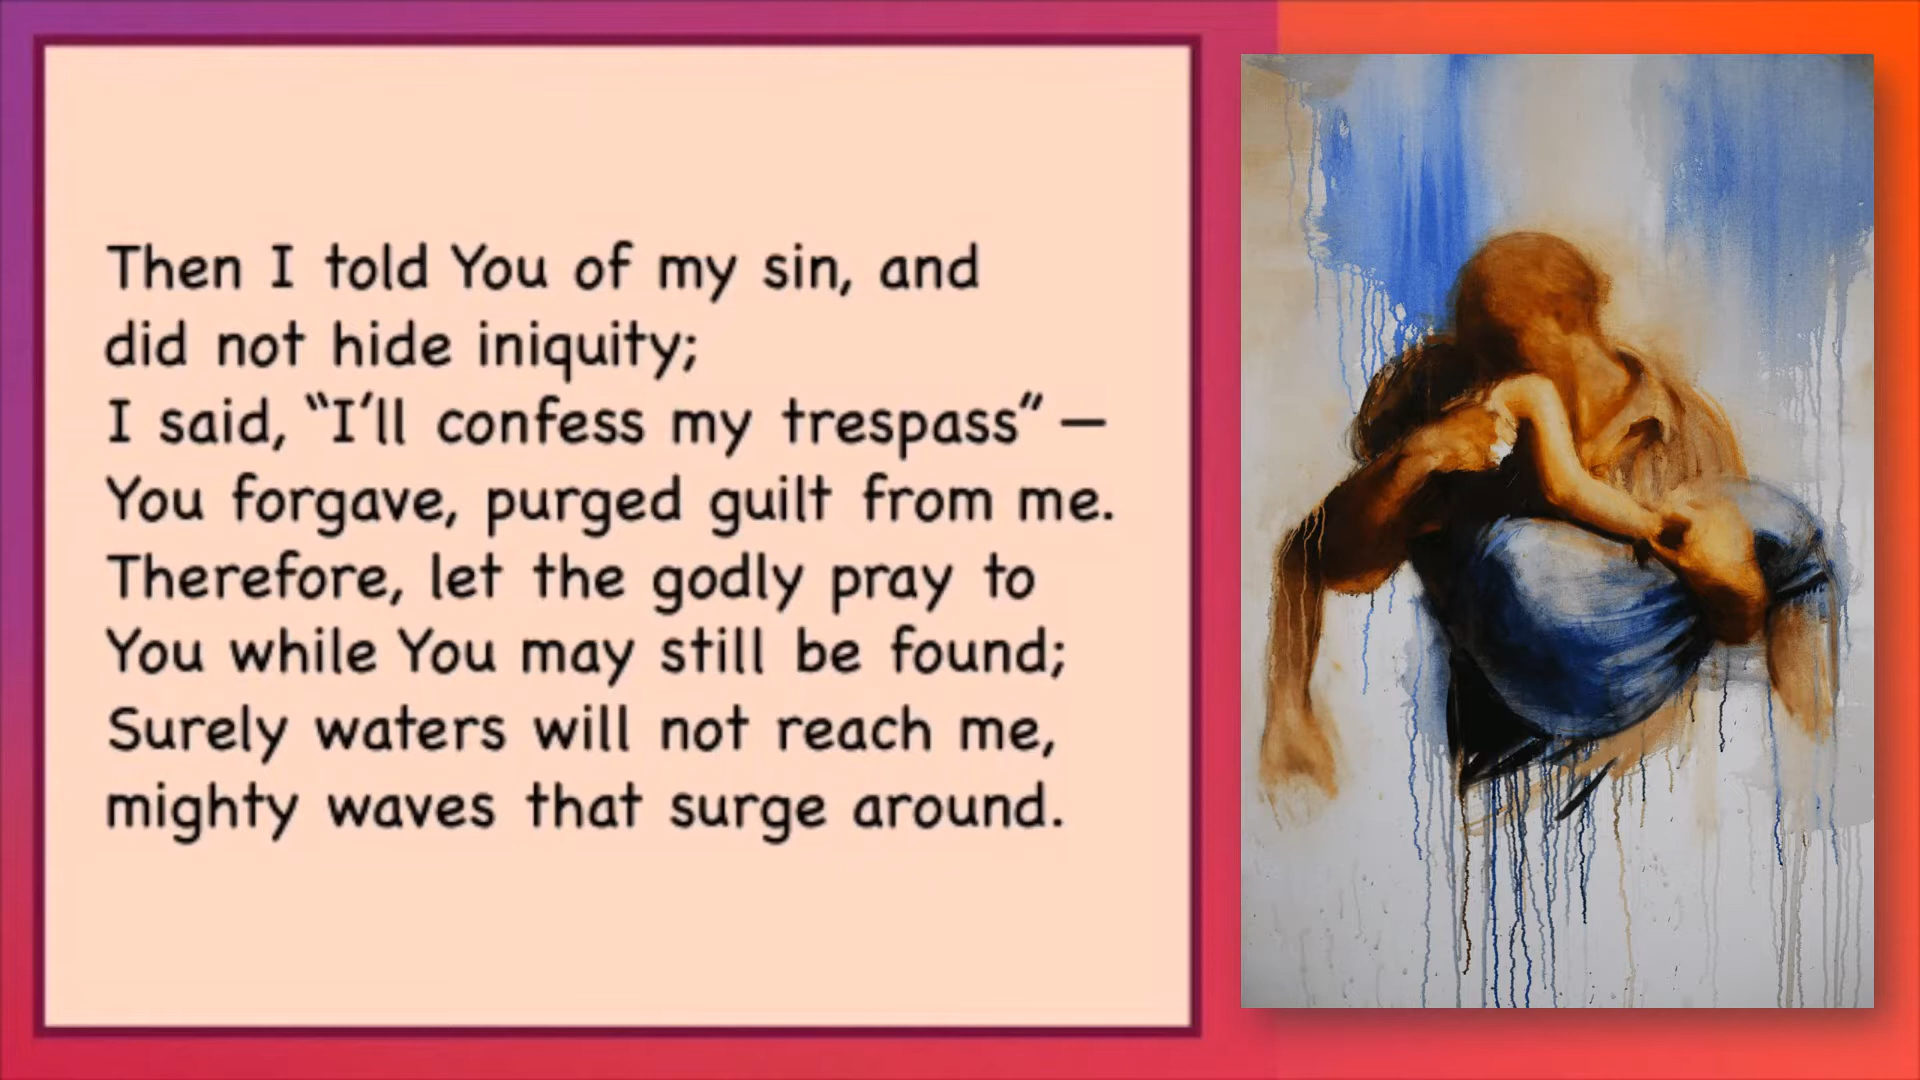 Then I told You of my sin, and
did not hide iniquity;
I said, “I’ll confess my trespass” –
You forgave, purged guilt from me.
Therefore, let the godly pray to
You while You may still be found;
Surely waters will not reach me,
mighty waves that surge around.